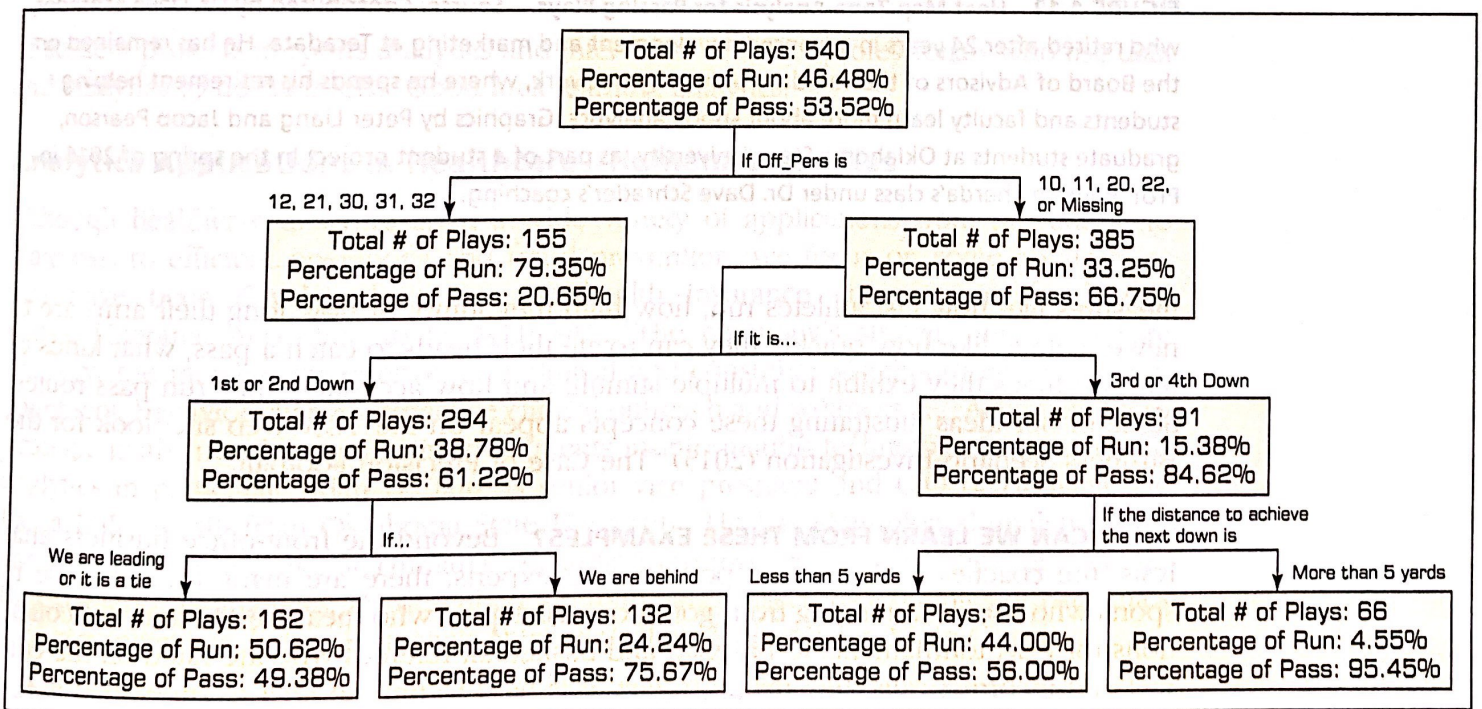 Total # of Plays: 540
Percentage of Run: 46.48%
Percentage of Pass: 53.52%
If Off_Pers is
12, 21, 30, 31, 32
10, 11, 20, 22,
or Missing
Total # of Plays: 155
Percentage of Run: 79.35%
Percentage of Pass: 20.65%
Total # of Plays: 385
Percentage of Run: 33.25%
Percentage of Pass: 66.75%
If it is...
1st or 2nd Down
3rd or 4th Down
Total # of Plays: 294
Percentage of Run: 38.78%
Percentage of Pass: 61.22%
Total # of Plays: 91
Percentage of Run: 15.38%
Percentage of Pass: 84.62%
If...
If the distance to achieve
the next down is
We are leading
or it is a tie
We are behind
Less than 5 yards
More than 5 yards
Total # of Plays: 162
Percentage of Run: 50.62%
Percentage of Pass: 49.38%
Total # of Plays: 132
Percentage of Run: 24.24%
Percentage of Pass: 75.67%
Total # of Plays: 25
Percentage of Run: 44.00%
Percentage of Pass: 56.00%
Total # of Plays: 66
Percentage of Run: 4.55%
Percentage of Pass: 95.45%